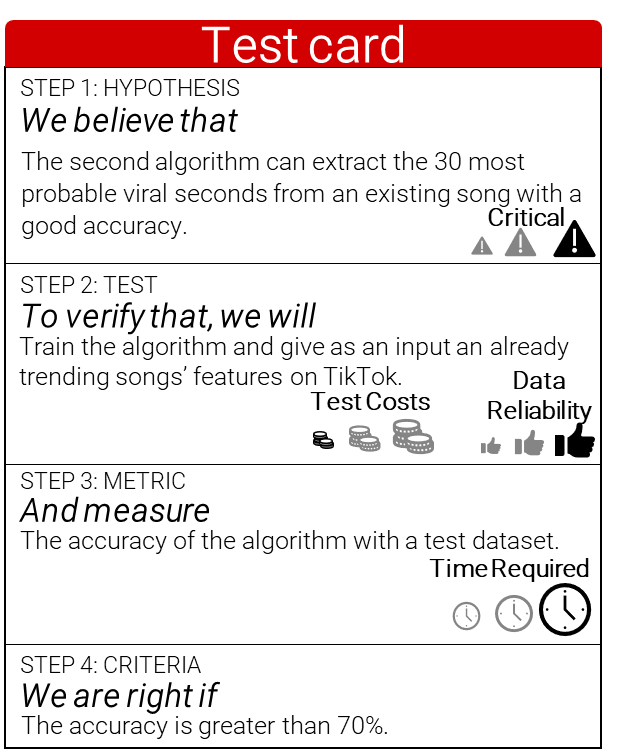 Test card
STEP 1: HYPOTHESIS
We believe that
The second algorithm can extract the 30 most
probable viral seconds from an existing song with a
good accuracy.
Critical
STEP 2: TEST
To verify that, we will
Train the algorithm and give as an input an already
trending songs’ features on TikTok.
Test Costs
Data
Reliability
STEP 3: METRIC
And measure
The accuracy of the algorithm with a test dataset.
Time Required
STEP 4: CRITERIA
We are right if
The accuracy is greater than 70%.